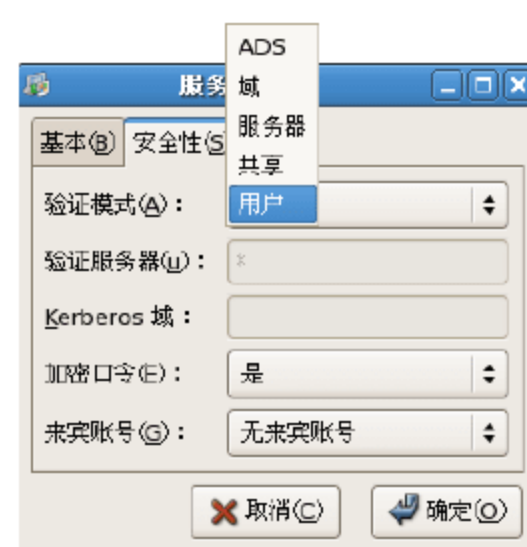 ADS
域
服务器
共享
用户
服务
基本(B) 安全性(S
验证模式(A)：
验证服务器(u)： *
Kerberos 域：
加密口令(E)： 是
来宾账号(G)： 无来宾账号
取消(C) 确定(O)